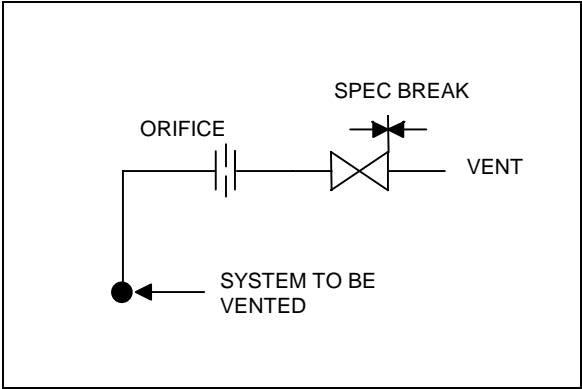 SPEC BREAK
ORIFICE
VENT
SYSTEM TO BE
VENTED